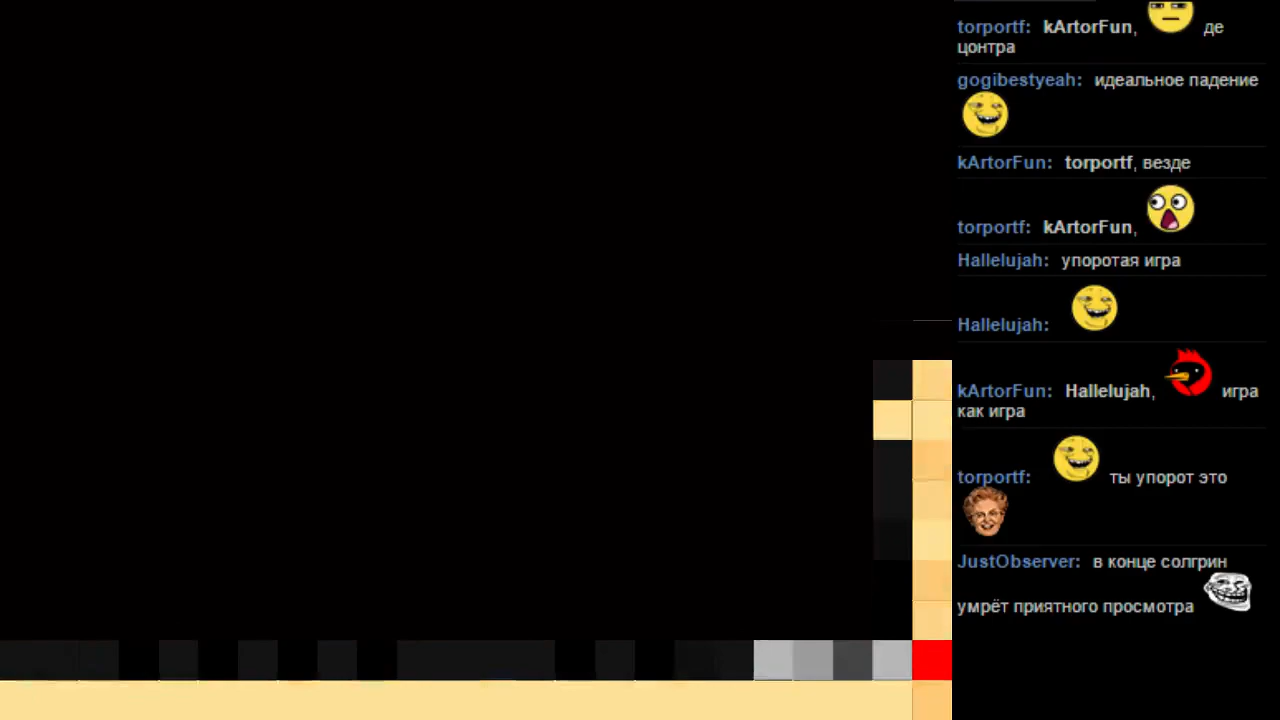 torportf: kArtorFun, де
цонтра
gogibestyeah: идеальное падение
kArtorFun: torportf, везде
torportf: kArtorFun,
Hallelujah: упоротая игра
Hallelujah:
kArtorFun: Hallelujah, игра
как игра
torportf: ты упорот это
JustObserver: в конце солгрин
умрёт приятного просмотра